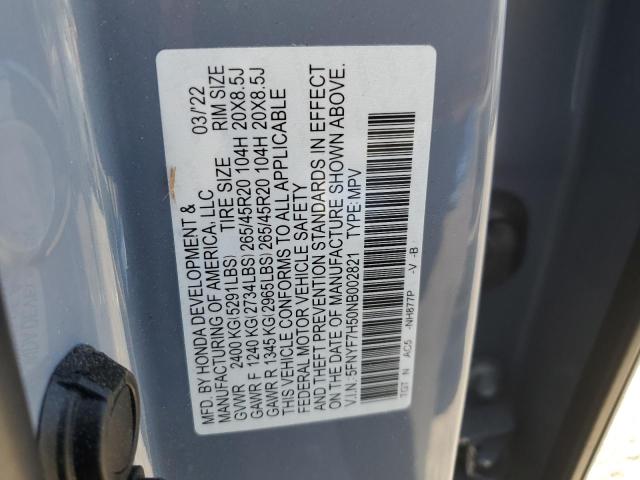 MFD. BY HONDA DEVELOPMENT &
MANUFACTURING OF AMERICA, LLC 03/'22
GVWR 2400 KG(5291LBS) TIRE SIZE RIM SIZE
GAWR F 1240 KG(2734LBS) 265/45R20 104H 20X8.5J
GAWR R 1345 KG(2965LBS) 265/45R20 104H 20X8.5J
THIS VEHICLE CONFORMS TO ALL APPLICABLE
FEDERAL MOTOR VEHICLE SAFETY
AND THEFT PREVENTION STANDARDS IN EFFECT
ON THE DATE OF MANUFACTURE SHOWN ABOVE.
V.I.N.: 5FNYF7H50NB002821 TYPE: MPV
TGT N AC5 -NH877P -V -B